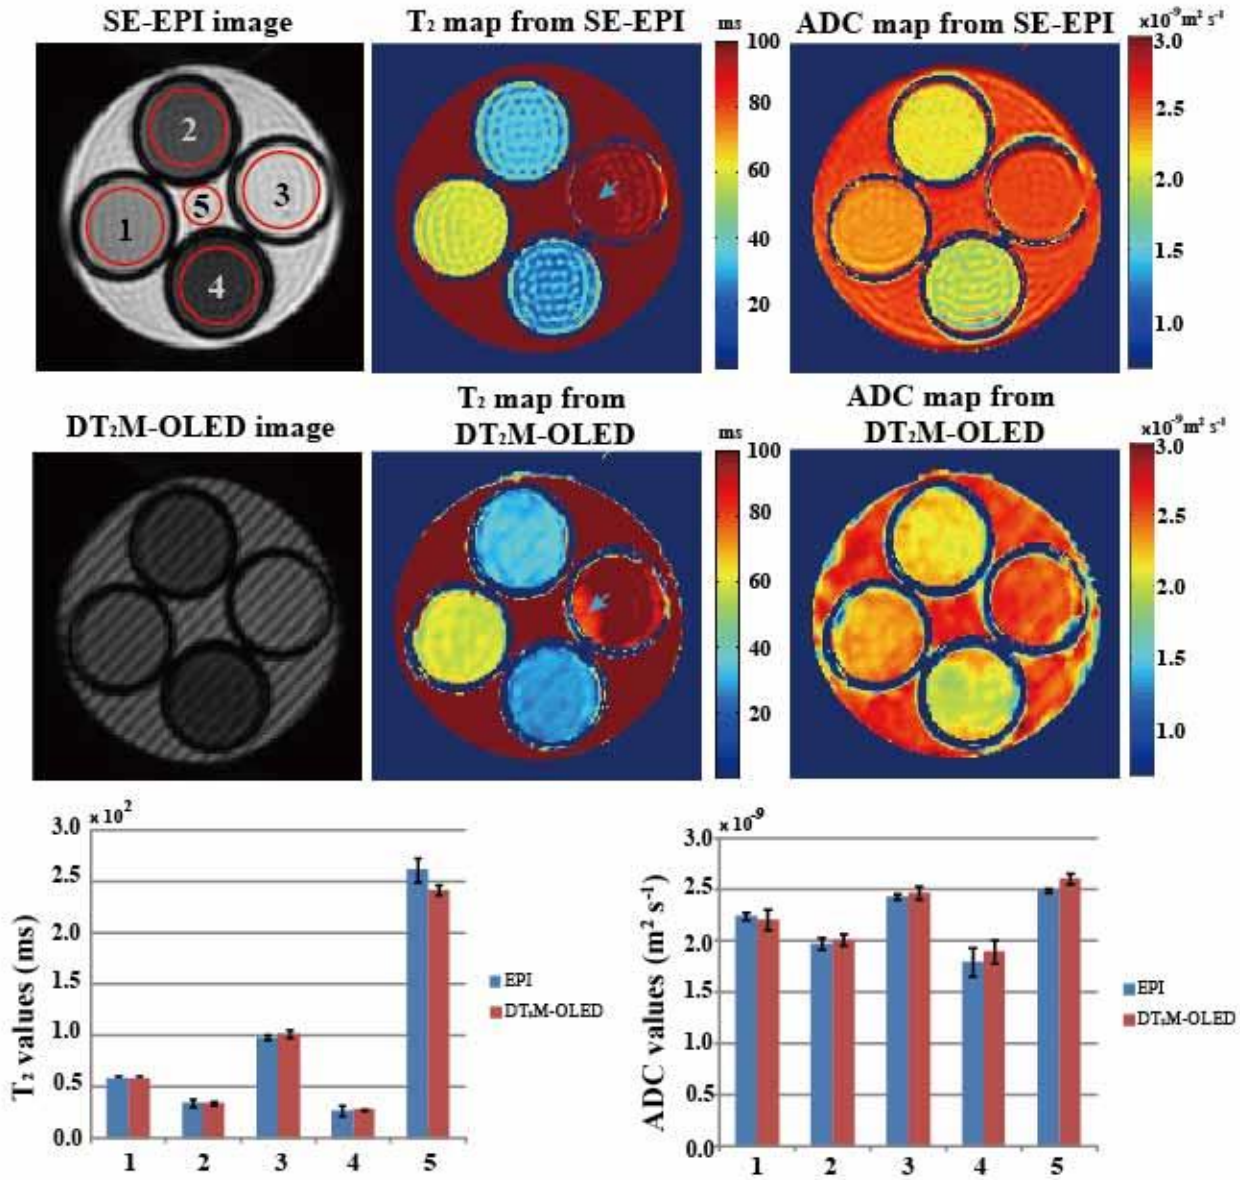 SE-EPI image
T₂ map from SE-EPI
ms
ADC map from SE-EPI
x10⁻⁹m² s⁻¹
2
3
5
1
4
100
80
60
40
20
3.0
2.5
2.0
1.5
1.0
DT₂M-OLED image
T₂ map from
DT₂M-OLED
ms
ADC map from
DT₂M-OLED
x10⁻⁹m² s⁻¹
100
80
60
40
20
3.0
2.5
2.0
1.5
1.0
x 10²
3.0
2.5
2.0
1.5
1.0
0.5
0.0
T₂ values (ms)
1 2 3 4 5
EPI
DT₂M-OLED
x 10⁻⁹
3.0
2.5
2.0
1.5
1.0
0.5
0.0
ADC values (m² s⁻¹)
1 2 3 4 5
EPI
DT₂M-OLED